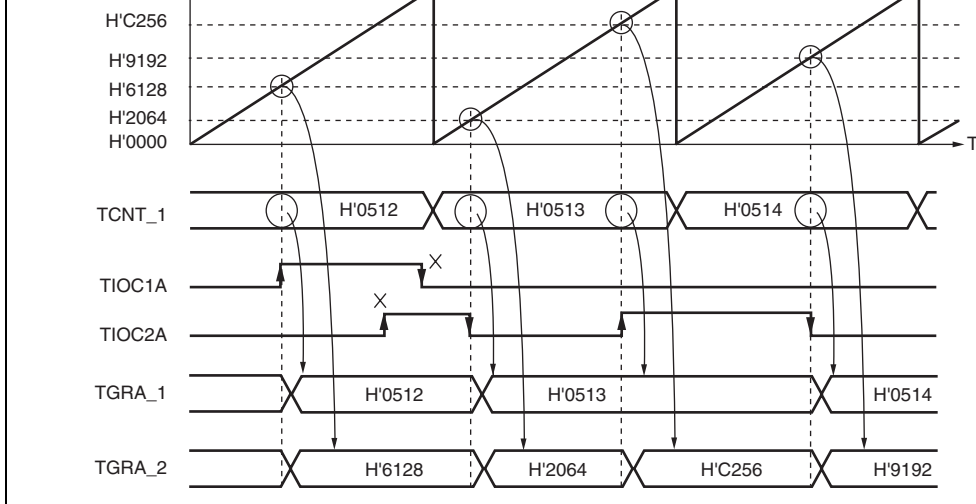 H'C256
H'9192
H'6128
H'2064
H'0000
T
TCNT_1 H'0512 H'0513 H'0514
TIOC1A
X
X
TIOC2A
TGRA_1 H'0512 H'0513 H'0514
TGRA_2 H'6128 H'2064 H'C256 H'9192